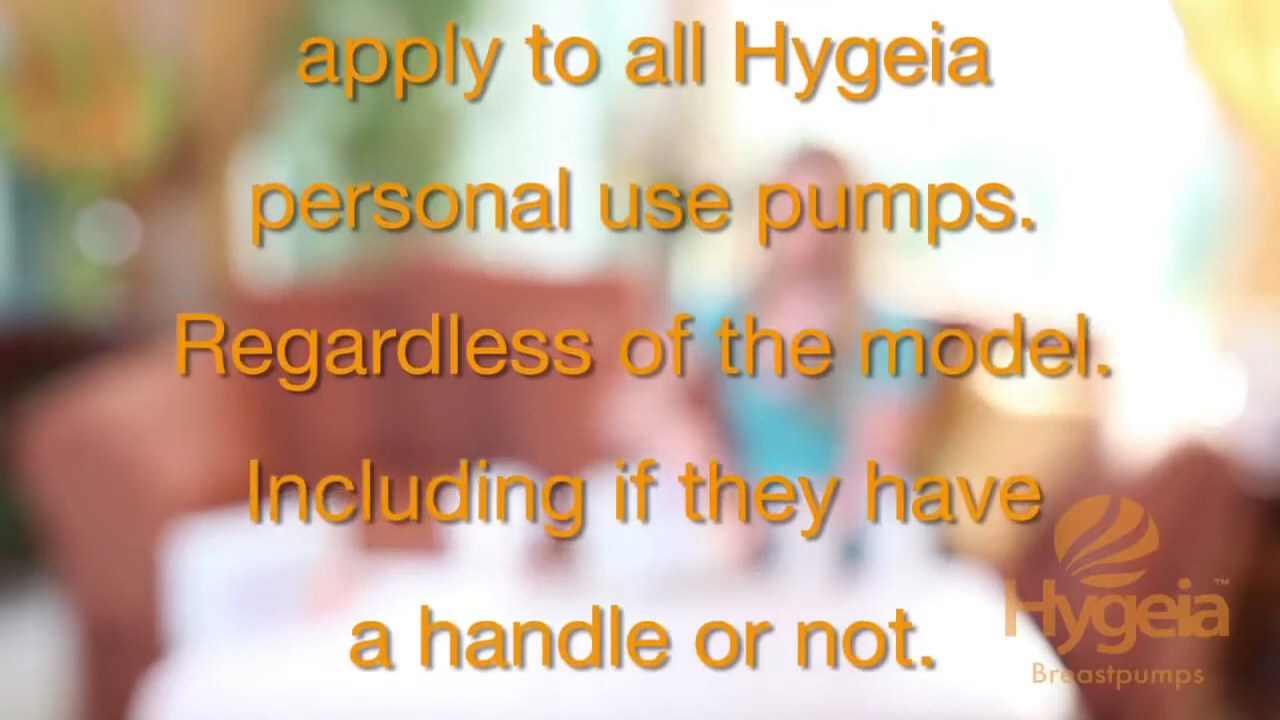 apply to all Hygeia
personal use pumps.
Regardless of the model.
Including if they have
a handle or not.
Hygeia™
Breastpumps